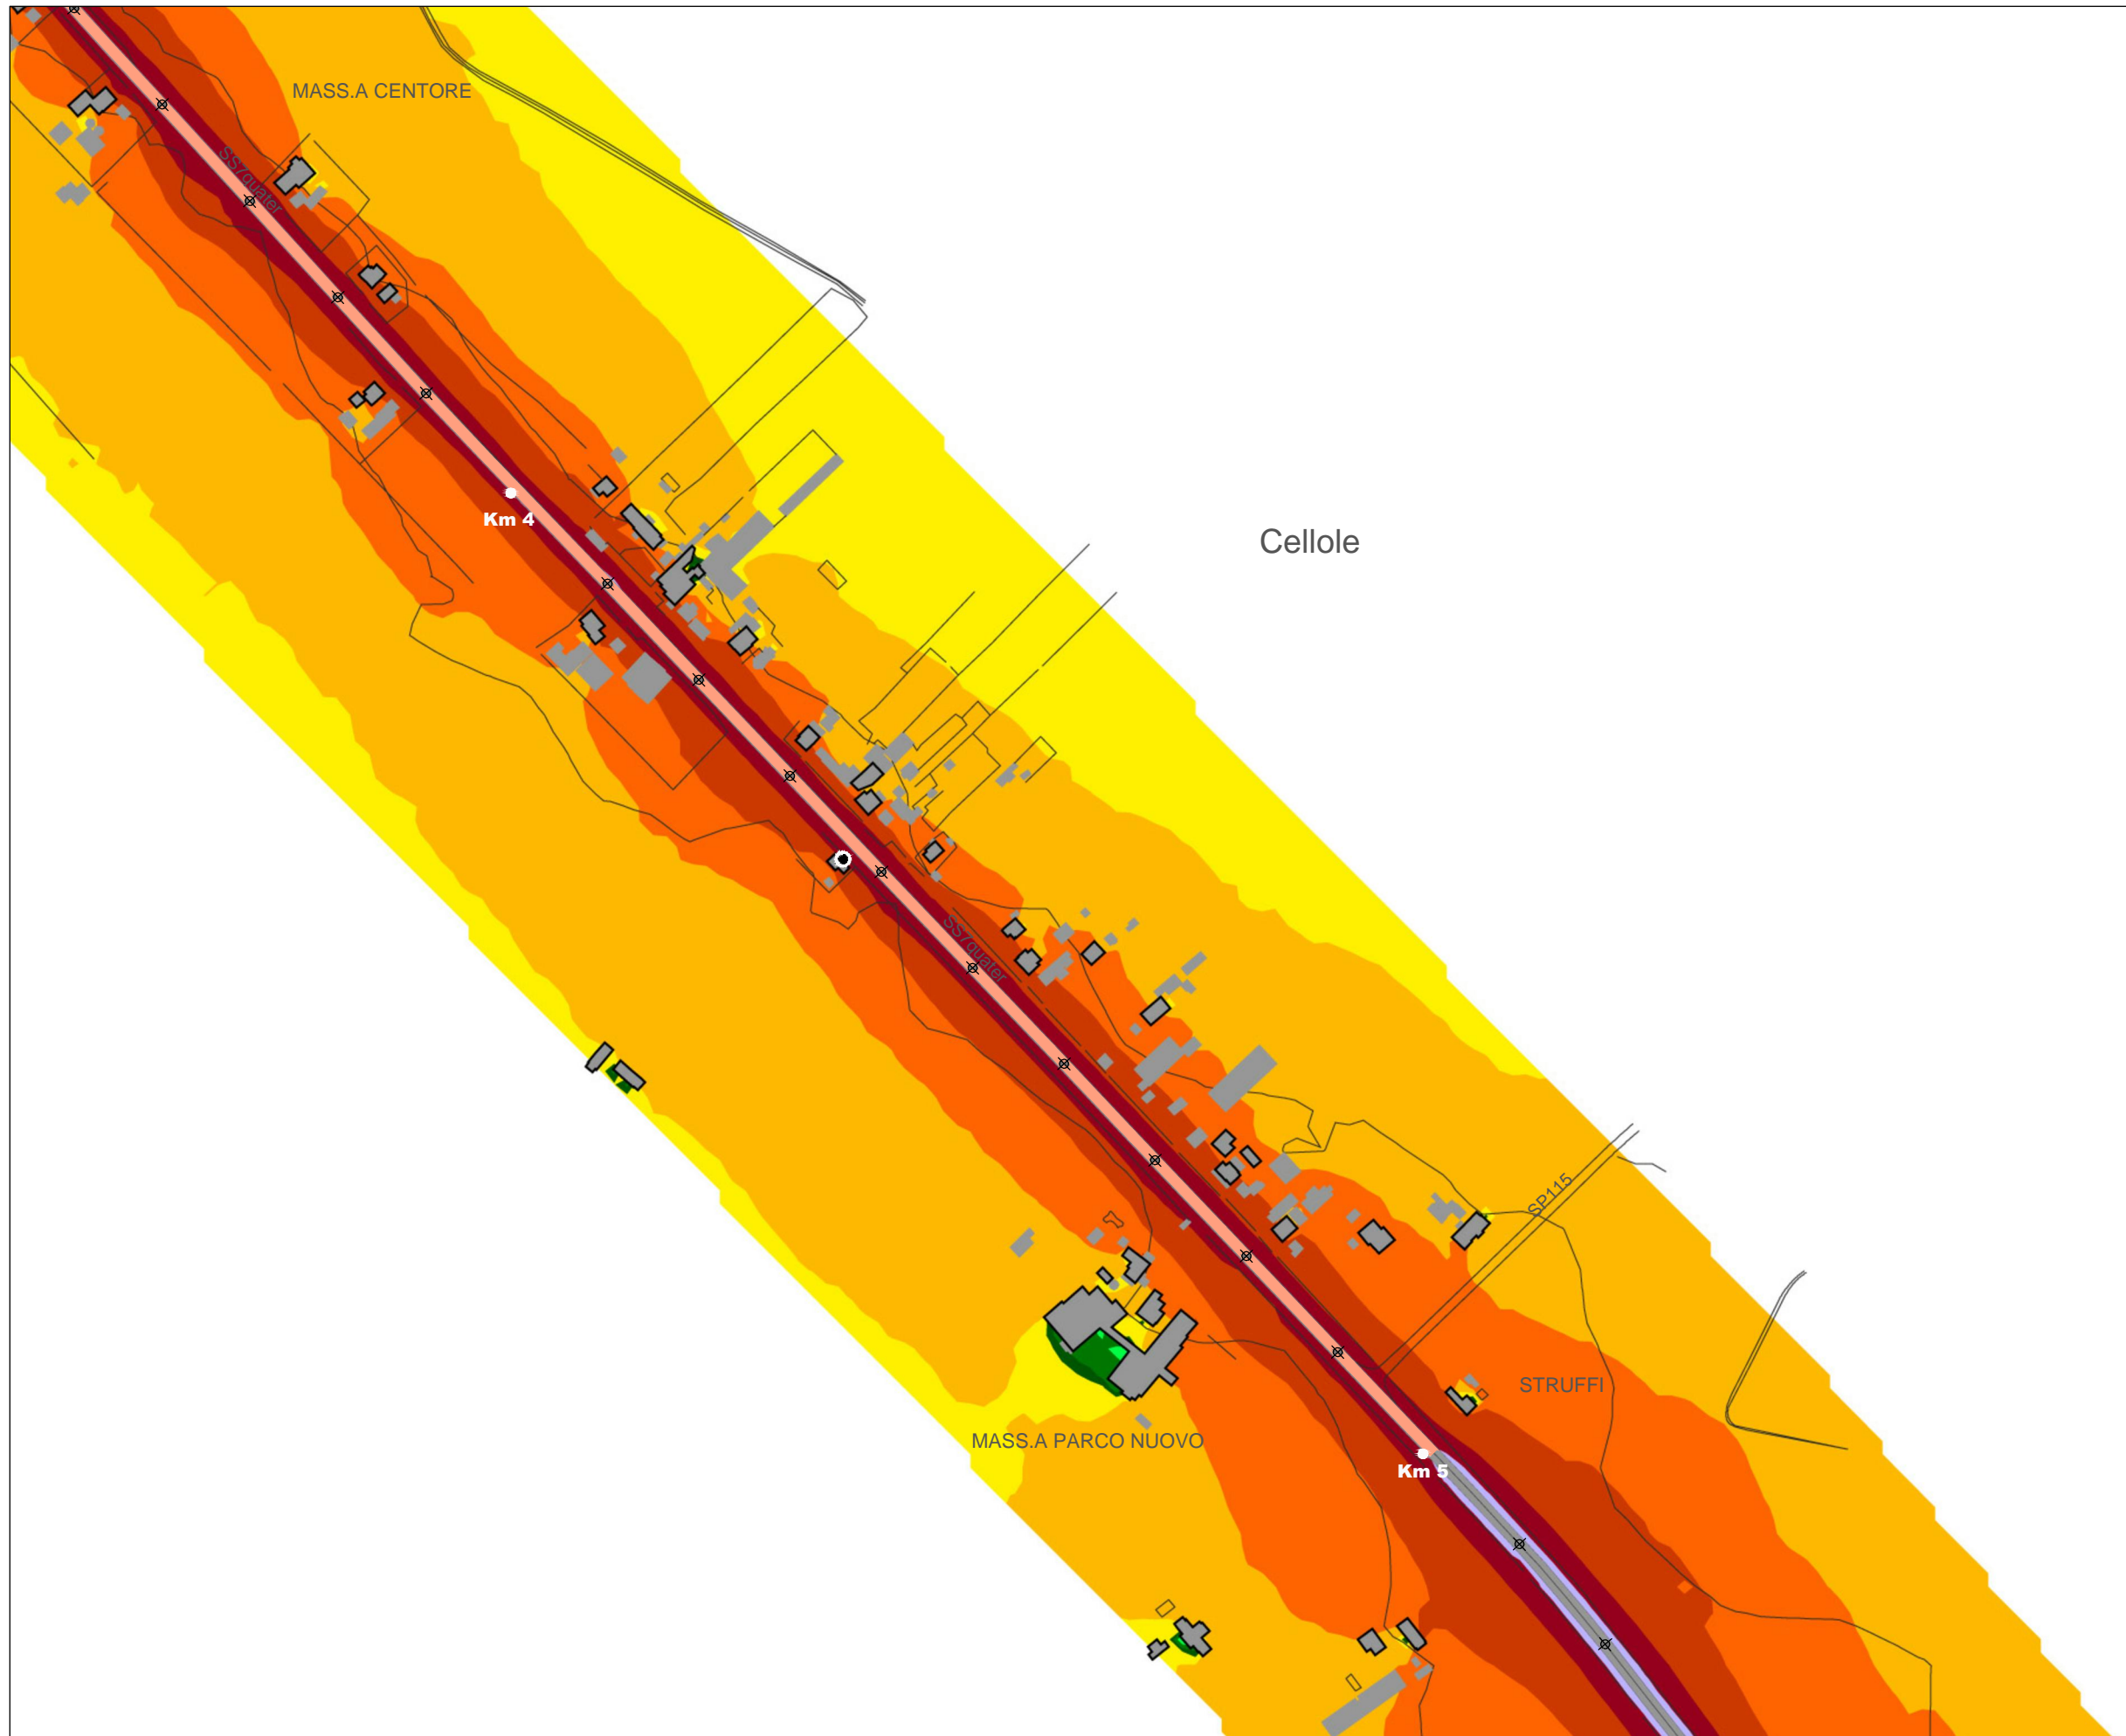 MASS.A CENTORE
SS7quater
Km 4
Cellole
SS7quater
SP115
STRUFFI
MASS.A PARCO NUOVO
Km 5